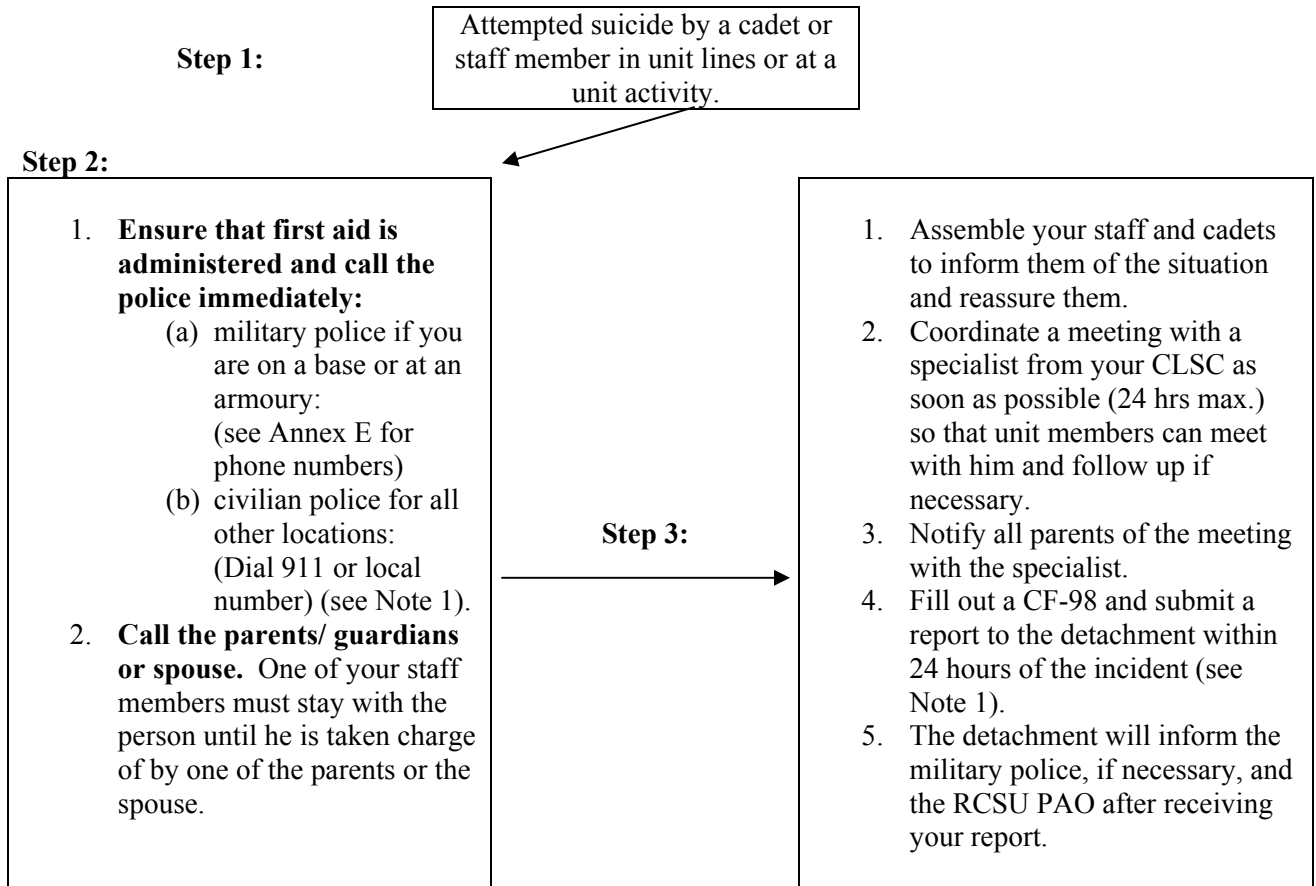 Step 1:
Attempted suicide by a cadet or
staff member in unit lines or at a
unit activity.
Step 2:
1. Ensure that first aid is
administered and call the
police immediately:
(a) military police if you
are on a base or at an
armoury:
(see Annex E for
phone numbers)
(b) civilian police for all
other locations:
(Dial 911 or local
number) (see Note 1).
2. Call the parents/ guardians
or spouse. One of your staff
members must stay with the
person until he is taken charge
of by one of the parents or the
spouse.
Step 3:
1. Assemble your staff and cadets
to inform them of the situation
and reassure them.
2. Coordinate a meeting with a
specialist from your CLSC as
soon as possible (24 hrs max.)
so that unit members can meet
with him and follow up if
necessary.
3. Notify all parents of the meeting
with the specialist.
4. Fill out a CF-98 and submit a
report to the detachment within
24 hours of the incident (see
Note 1).
5. The detachment will inform the
military police, if necessary, and
the RCSU PAO after receiving
your report.